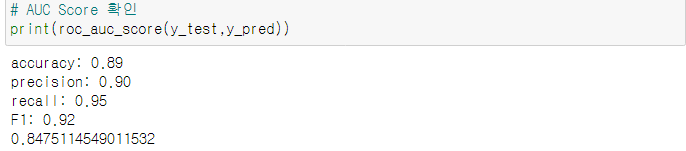 # AUC Score 확인
print(roc_auc_score(y_test,y_pred))
accuracy: 0.89
precision: 0.90
recall: 0.95
F1: 0.92
0.8475114549011532